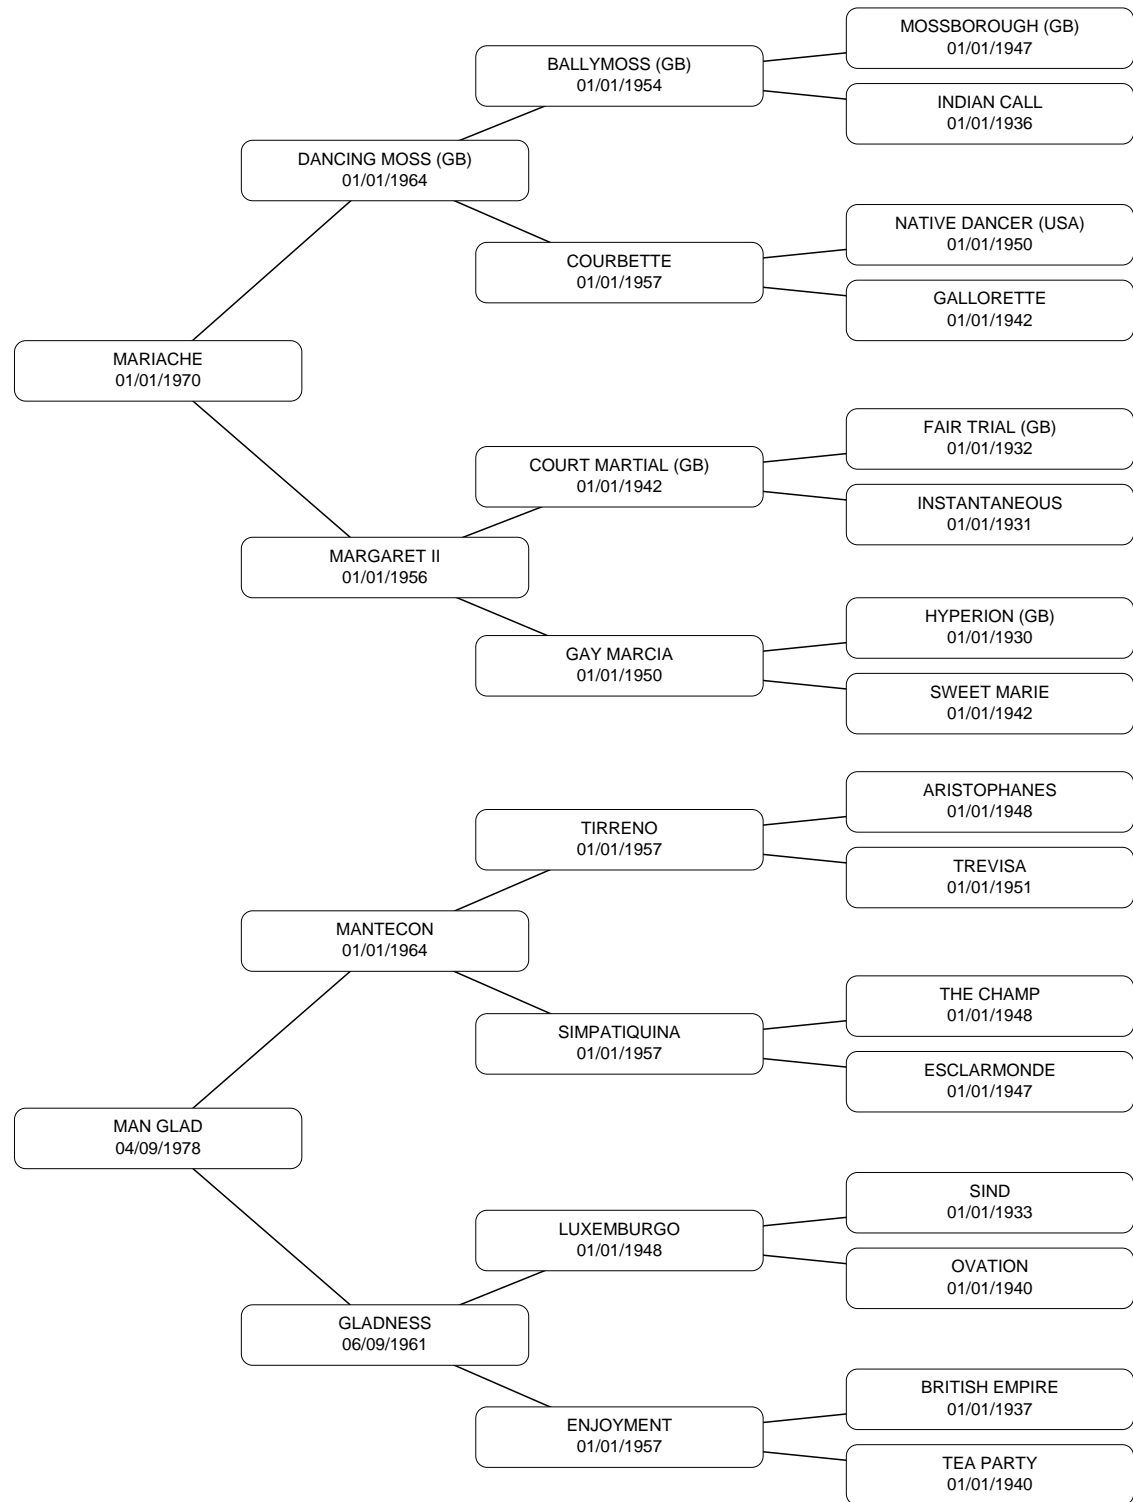 MOSSBOROUGH (GB)
01/01/1947
BALLYMOSS (GB)
01/01/1954
INDIAN CALL
01/01/1936
DANCING MOSS (GB)
01/01/1964
NATIVE DANCER (USA)
01/01/1950
COURBETTE
01/01/1957
GALLORETTE
01/01/1942
MARIACHE
01/01/1970
FAIR TRIAL (GB)
01/01/1932
COURT MARTIAL (GB)
01/01/1942
INSTANTANEOUS
01/01/1931
MARGARET II
01/01/1956
HYPERION (GB)
01/01/1930
GAY MARCIA
01/01/1950
SWEET MARIE
01/01/1942
ARISTOPHANES
01/01/1948
TIRRENO
01/01/1957
TREVISA
01/01/1951
MANTECON
01/01/1964
THE CHAMP
01/01/1948
SIMPATIQUINA
01/01/1957
ESCLARMONDE
01/01/1947
MAN GLAD
04/09/1978
SIND
01/01/1933
LUXEMBURGO
01/01/1948
OVATION
01/01/1940
GLADNESS
06/09/1961
BRITISH EMPIRE
01/01/1937
ENJOYMENT
01/01/1957
TEA PARTY
01/01/1940